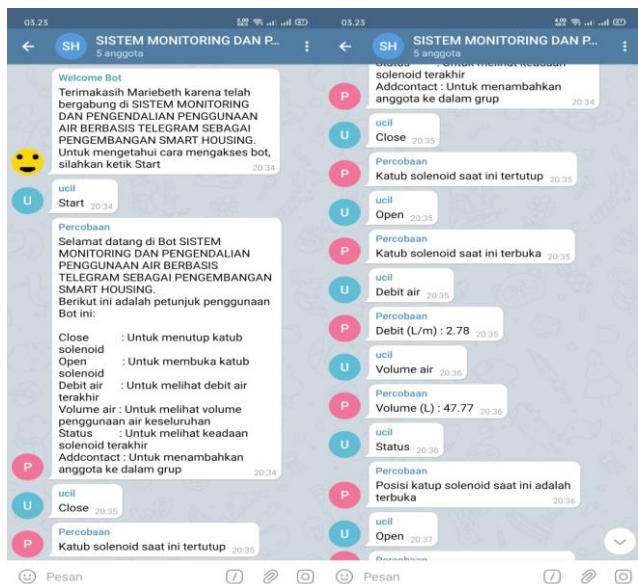 03.23
SH
SISTEM MONITORING DAN P...
5 anggota
Welcome Bot
Terimakasih Mariebeth karena telah
bergabung di SISTEM MONITORING
DAN PENGENDALIAN PENGGUNAAN
AIR BERBASIS TELEGRAM SEBAGAI
PENGEMBANGAN SMART HOUSING.
Untuk mengetahui cara mengakses bot,
silahkan ketik Start
20:34
U
ucil
Start 20:34
Percobaan
Selamat datang di Bot SISTEM
MONITORING DAN PENGENDALIAN
PENGGUNAAN AIR BERBASIS
TELEGRAM SEBAGAI PENGEMBANGAN
SMART HOUSING.
Berikut ini adalah petunjuk penggunaan
Bot ini:
Close : Untuk menutup katub
solenoid
Open : Untuk membuka katub
solenoid
Debit air : Untuk melihat debit air
terakhir
Volume air : Untuk melihat volume
penggunaan air keseluruhan
Status : Untuk melihat keadaan
solenoid terakhir
Addcontact : Untuk menambahkan
anggota ke dalam grup
20:34
P
U
ucil
Close 20:35
P
Percobaan
Katub solenoid saat ini tertutup 20:35
Pesan
03.23
SH
SISTEM MONITORING DAN P...
5 anggota
Status : Untuk melihat keadaan
solenoid terakhir
Addcontact : Untuk menambahkan
anggota ke dalam grup
20:34
P
U
ucil
Close 20:35
P
Percobaan
Katub solenoid saat ini tertutup 20:35
U
ucil
Open 20:35
P
Percobaan
Katub solenoid saat ini terbuka 20:35
U
ucil
Debit air 20:35
P
Percobaan
Debit (L/m) : 2.78 20:35
U
ucil
Volume air 20:36
P
Percobaan
Volume (L) : 47.77 20:36
U
ucil
Status 20:36
P
Percobaan
Posisi katup solenoid saat ini adalah
terbuka
20:36
U
ucil
Open 20:37
Percobaan
Pesan